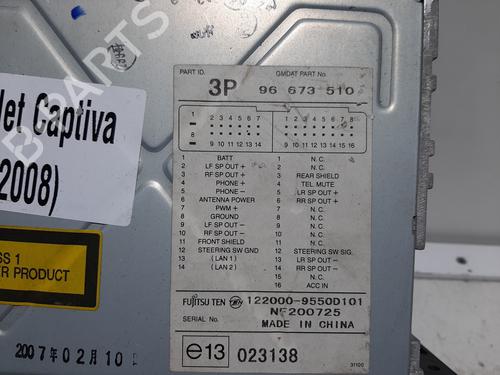 PARTS
let Captiva
2008)
SS 1
ER PRODUCT
2007年02月10日
PART ID. GMDAT PART No.
3P 96 673 510
1 2 3 4 5 6 7 1 2 3 4 5 6 7 8
8 9 10 11 12 13 14 9 10 11 12 13 14 15 16
1 BATT 1 N.C.
2 LF SP OUT + 2 N.C.
3 RF SP OUT + 3 REAR SHIELD
4 PHONE + 4 TEL MUTE
5 PHONE − 5 LR SP OUT +
6 ANTENNA POWER 6 RR SP OUT +
7 PWM + 7 N.C.
8 GROUND 8 N.C.
9 LF SP OUT − 9 N.C.
10 RF SP OUT − 10 N.C.
11 FRONT SHIELD 11 N.C.
12 STEERING SW GND 12 STEERING SW SIG.
13 ( LAN 1 ) 13 LR SP OUT −
14 ( LAN 2 ) 14 RR SP OUT −
15 N.C.
16 ACC IN
FUJITSU TEN 122000-9550D101
SERIAL No. NF200725
MADE IN CHINA
e13 023138
31100